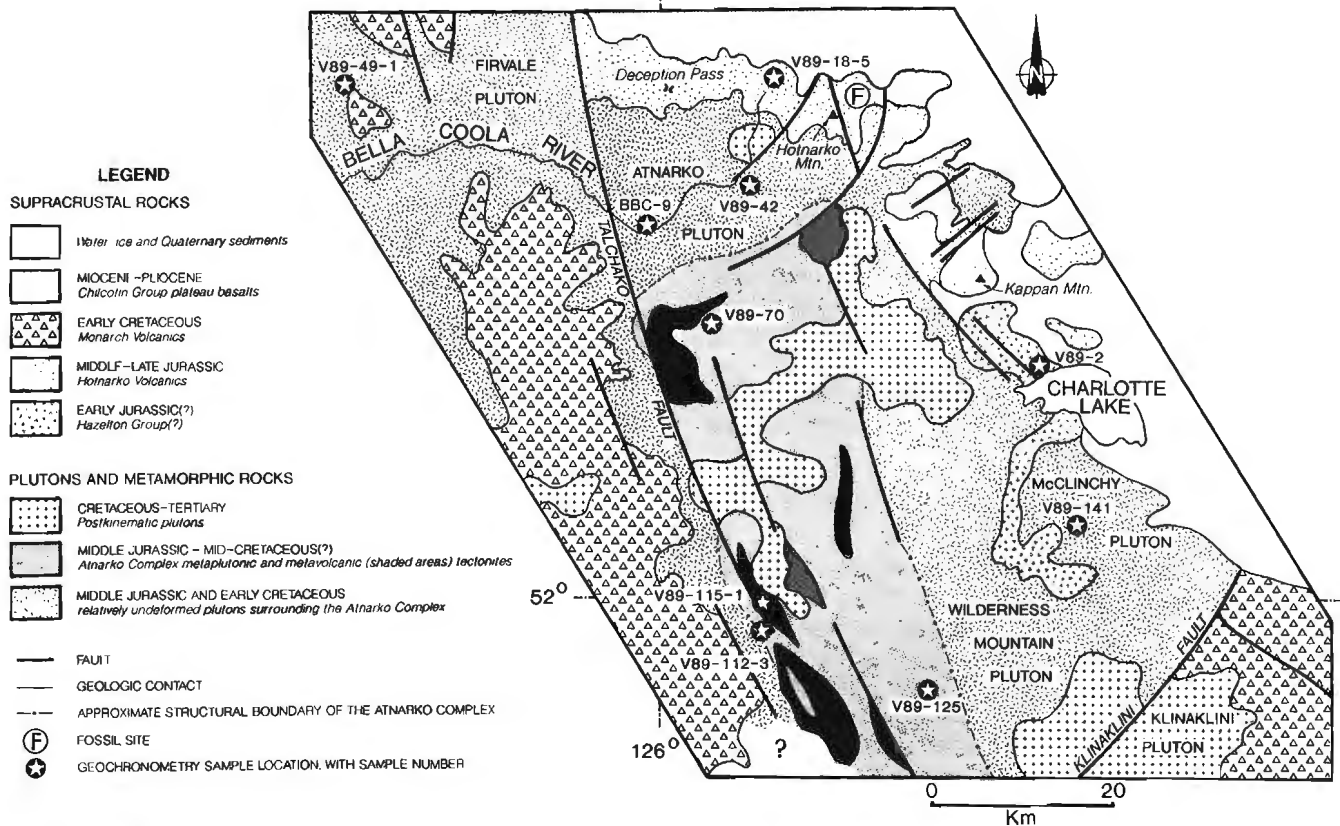 LEGEND
SUPRACRUSTAL ROCKS
Water ice and Quaternary sediments
MIOCENE -PLIOCENE
Chilcotin Group plateau basalts
EARLY CRETACEOUS
Monarch Volcanics
MIDDLE-LATE JURASSIC
Hotnarko Volcanics
EARLY JURASSIC(?)
Hazelton Group(?)
PLUTONS AND METAMORPHIC ROCKS
CRETACEOUS-TERTIARY
Postkinematic plutons
MIDDLE JURASSIC - MID-CRETACEOUS(?)
Atnarko Complex metaplutonic and metavolcanic (shaded areas) tectonites
MIDDLE JURASSIC AND EARLY CRETACEOUS
relatively undeformed plutons surrounding the Atnarko Complex
FAULT
GEOLOGIC CONTACT
APPROXIMATE STRUCTURAL BOUNDARY OF THE ATNARKO COMPLEX
F FOSSIL SITE
GEOCHRONOMETRY SAMPLE LOCATION, WITH SAMPLE NUMBER
V89-49-1
FIRVALE
PLUTON
BELLA COOLA RIVER
Deception Pass
V89-18-5
F
N
Hotnarko
Mtn.
ATNARKO
BBC-9
V89-42
PLUTON
TALCHAKO
FAULT
V89-70
Kappan Mtn.
V89-2
CHARLOTTE
LAKE
McCLINCHY
V89-141
PLUTON
52°
V89-115-1
V89-112-3
WILDERNESS
MOUNTAIN
PLUTON
V89-125
126°
?
KLINAKLINI
FAULT
KLINAKLINI
PLUTON
0 20
Km